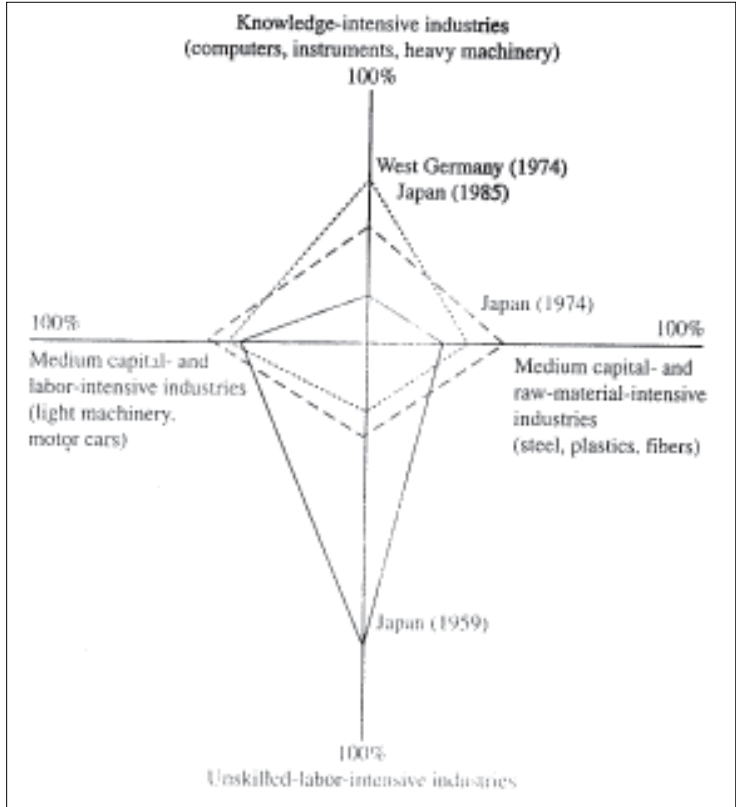 Knowledge-intensive industries
(computers, instruments, heavy machinery)
100%
West Germany (1974)
Japan (1985)
Japan (1974)
100%
100%
Medium capital- and
labor-intensive industries
(light machinery.
motor cars)
Medium capital- and
raw-material-intensive
industries
(steel, plastics, fibers)
Japan (1959)
100%
Unskilled-labor-intensive industries